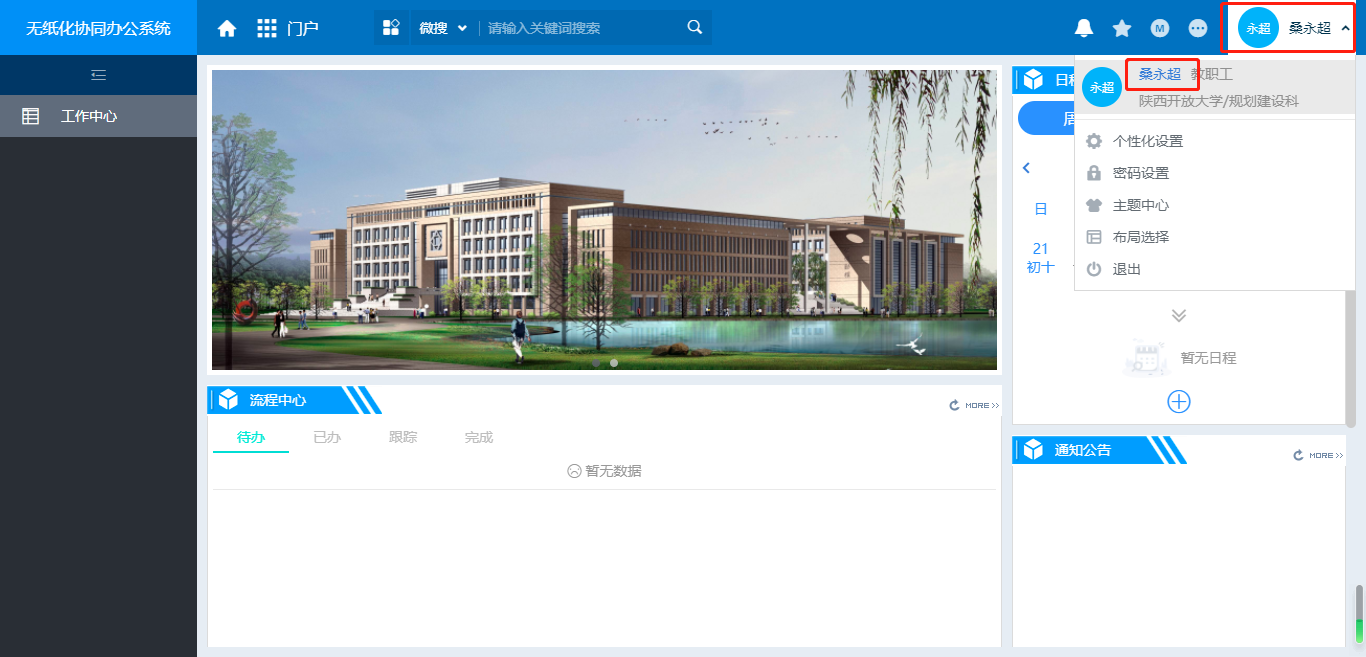 无纸化协同办公系统
门户
微搜
请输入关键词搜索
M
永超
桑永超
工作中心
永超
桑永超 教职工
陕西开放大学/规划建设科
个性化设置
密码设置
主题中心
布局选择
退出
日
21
初十
暂无日程
流程中心
MORE >>
待办
已办
跟踪
完成
暂无数据
通知公告
MORE >>